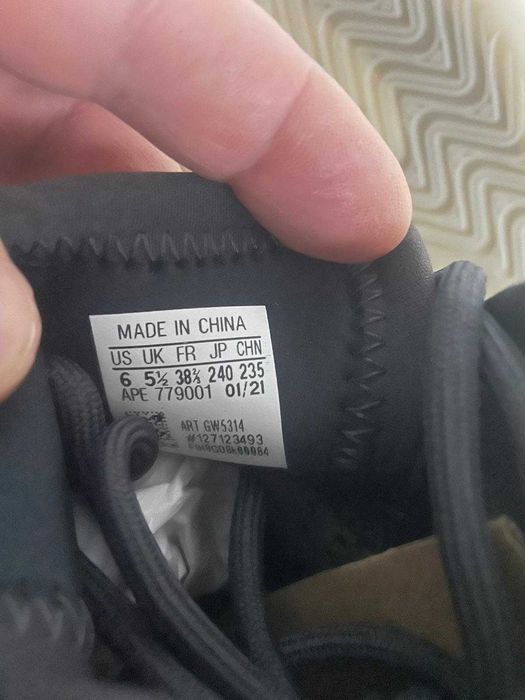 MADE IN CHINA
US UK FR JP CHN
6 5½ 38⅔ 240 235
APE 779001 01/21
ART GW5314
#127123493